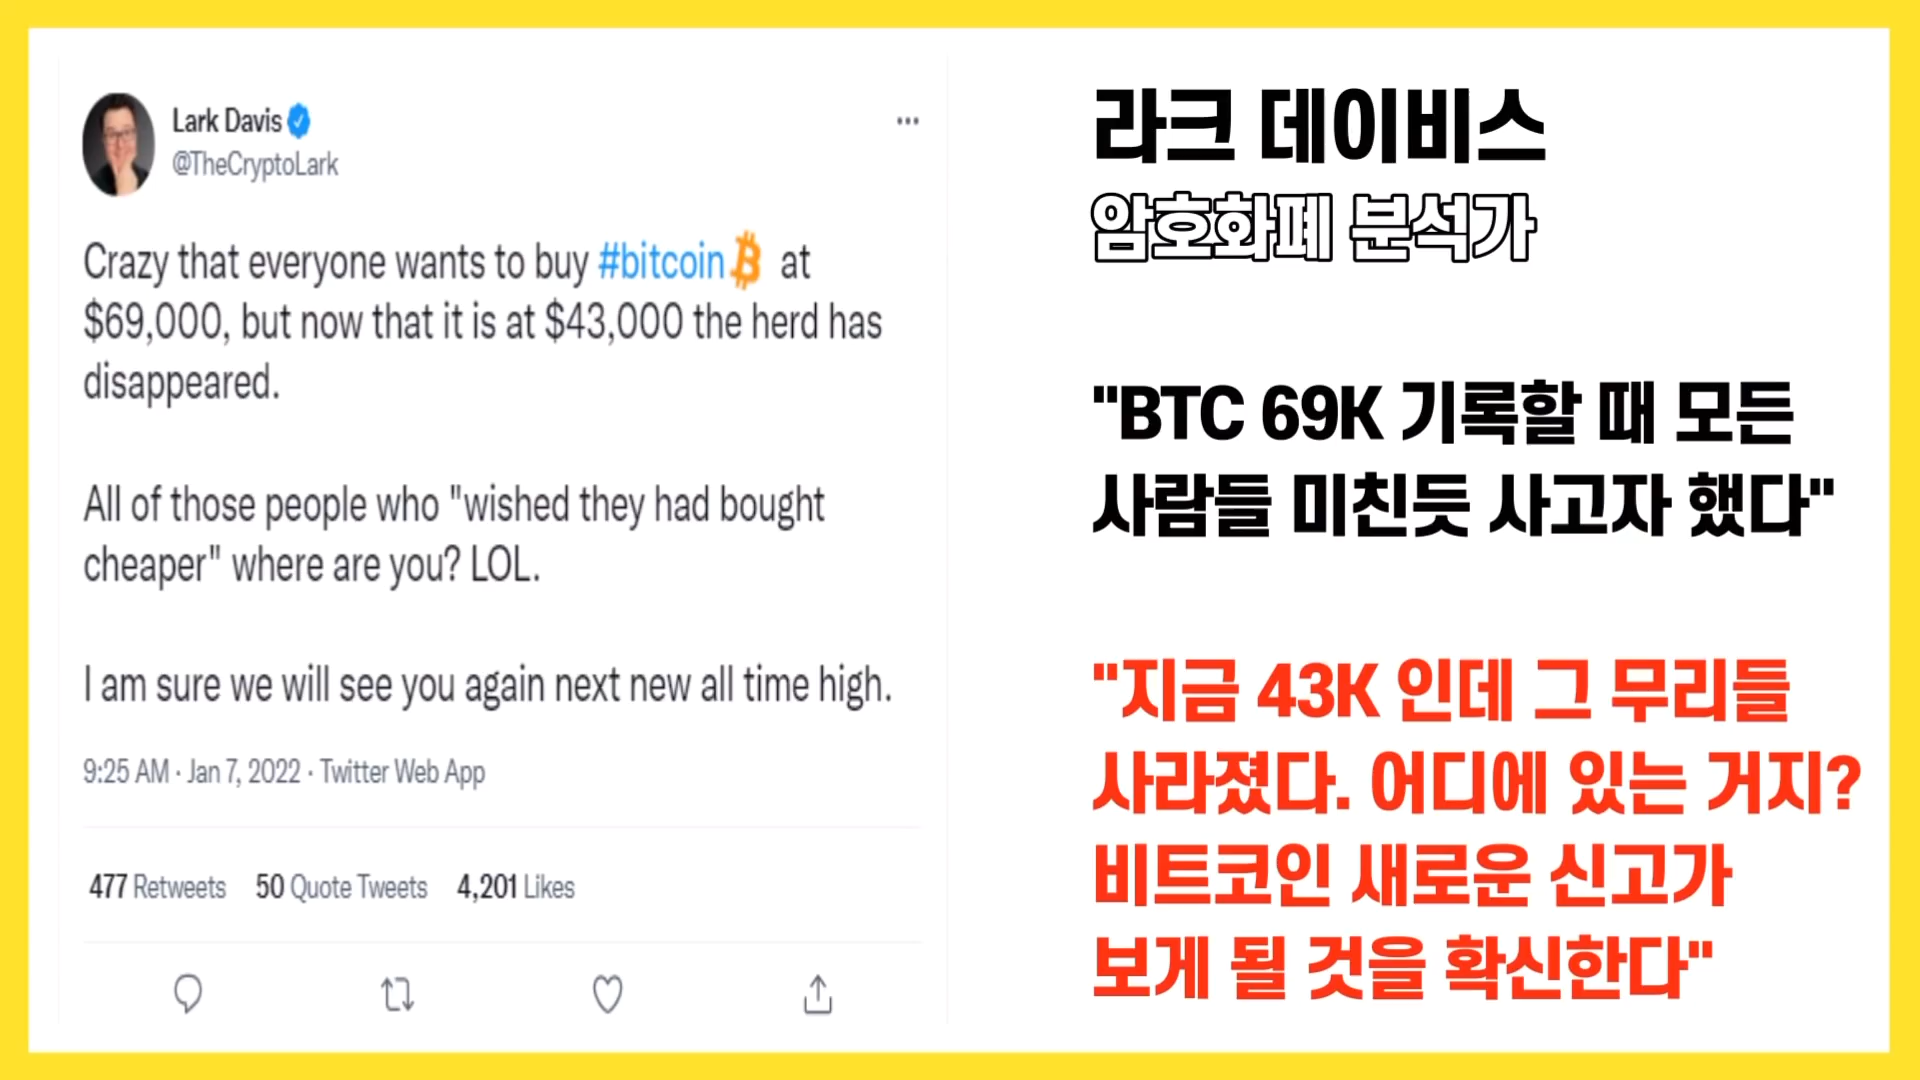 Lark Davis
@TheCryptoLark
Crazy that everyone wants to buy #bitcoin at
$69,000, but now that it is at $43,000 the herd has
disappeared.
All of those people who "wished they had bought
cheaper" where are you? LOL.
I am sure we will see you again next new all time high.
9:25 AM · Jan 7, 2022 · Twitter Web App
477 Retweets 50 Quote Tweets 4,201 Likes
라크 데이비스
암호화폐 분석가
"BTC 69K 기록할 때 모든
사람들 미친듯 사고자 했다"
"지금 43K 인데 그 무리들
사라졌다. 어디에 있는 거지?
비트코인 새로운 신고가
보게 될 것을 확신한다"